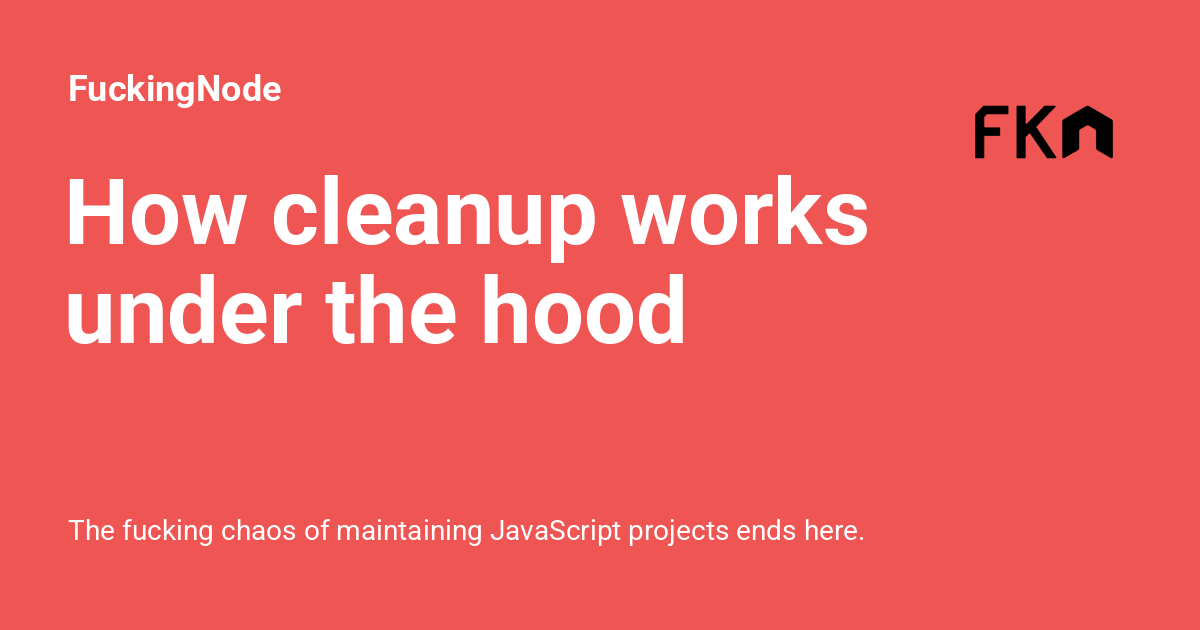 FuckingNode
FKn
How cleanup works
under the hood
The fucking chaos of maintaining JavaScript projects ends here.